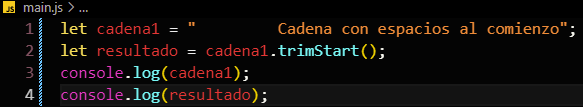 JS main.js > ...
1 let cadena1 = "        Cadena con espacios al comienzo";
2 let resultado = cadena1.trimStart();
3 console.log(cadena1);
4 console.log(resultado);